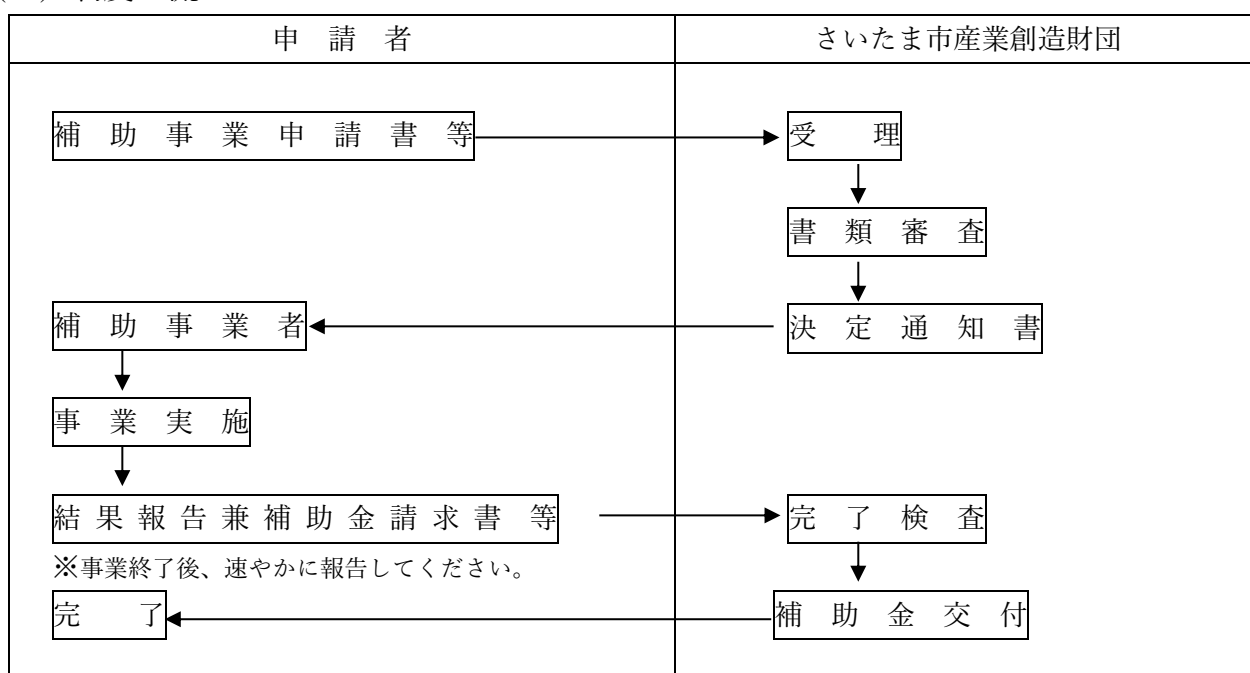 申請者 さいたま市産業創造財団
補助事業申請書等 受理
書類審査
補助事業者 決定通知書
事業実施
結果報告兼補助金請求書等 完了検査
※事業終了後、速やかに報告してください。
完了 補助金交付